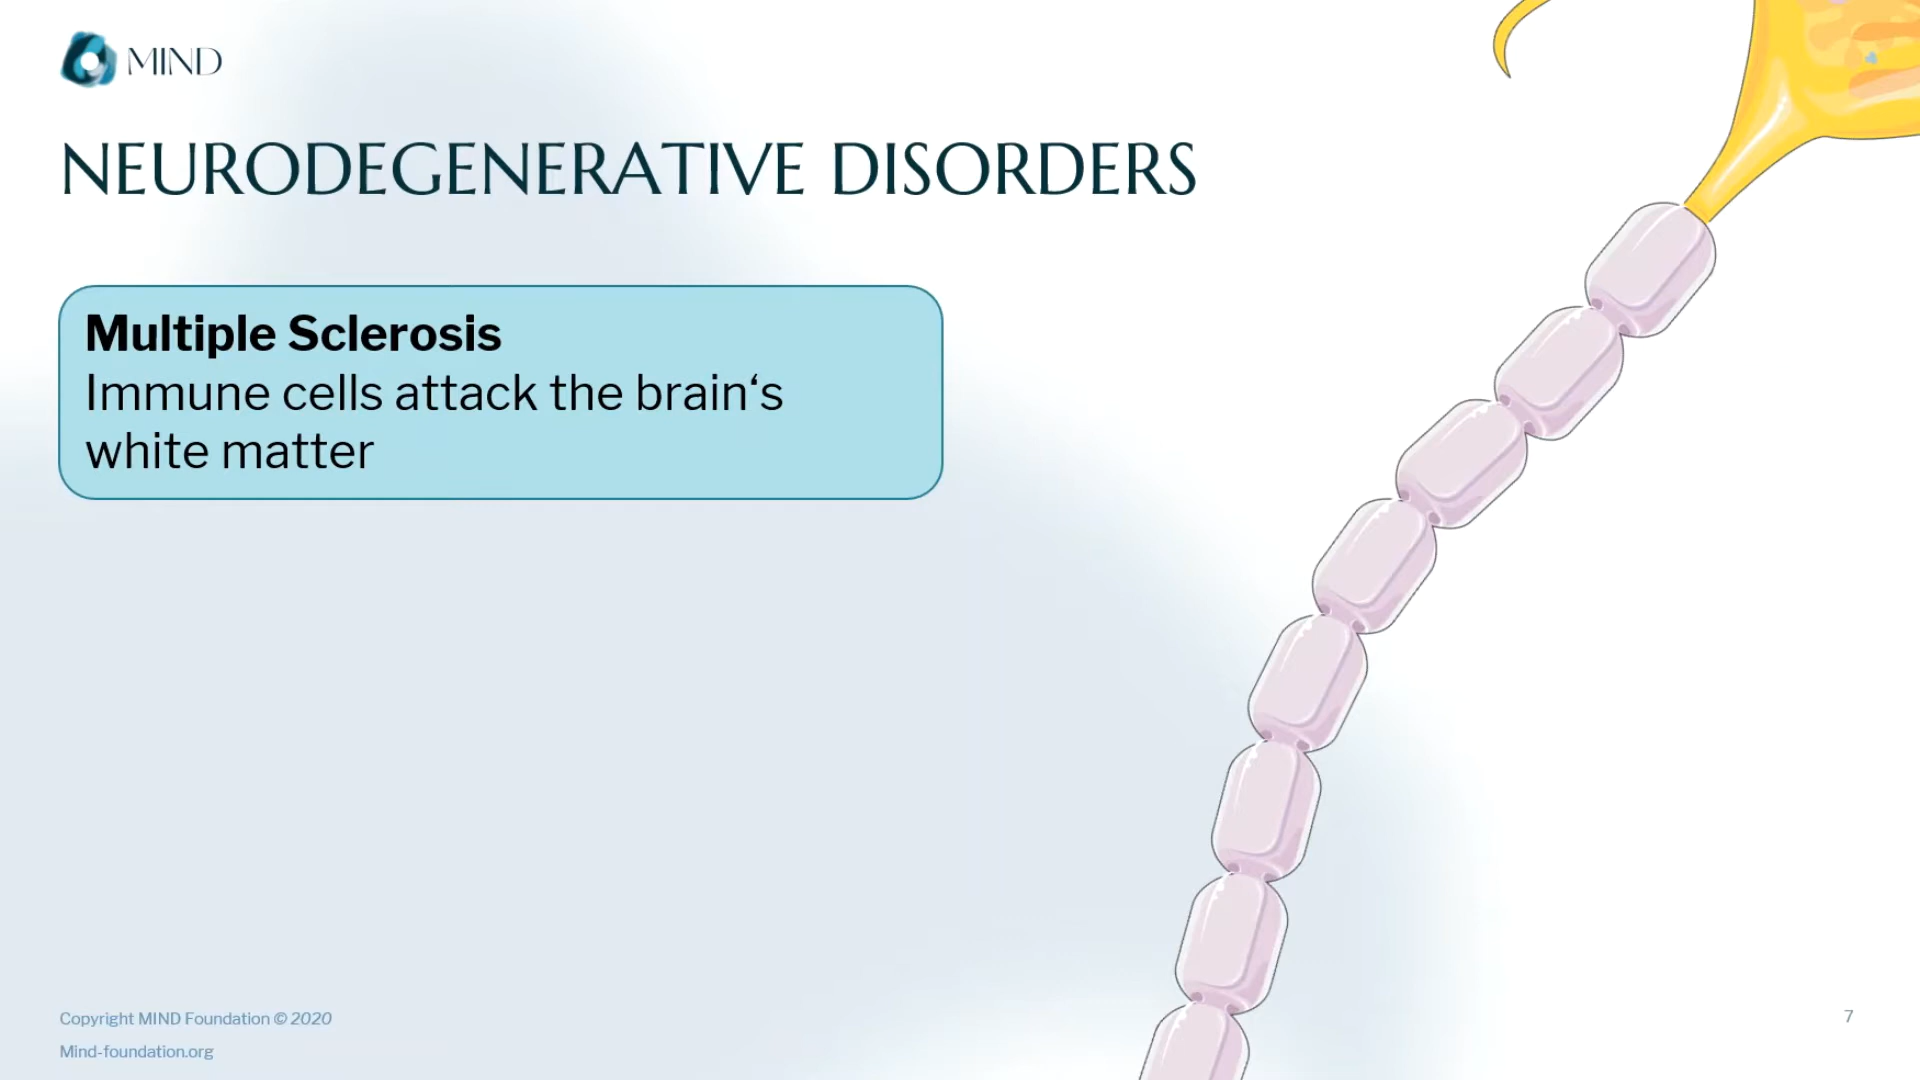 MIND
NEURODEGENERATIVE DISORDERS
Multiple Sclerosis
Immune cells attack the brain‘s
white matter
Copyright MIND Foundation © 2020
Mind-foundation.org
7